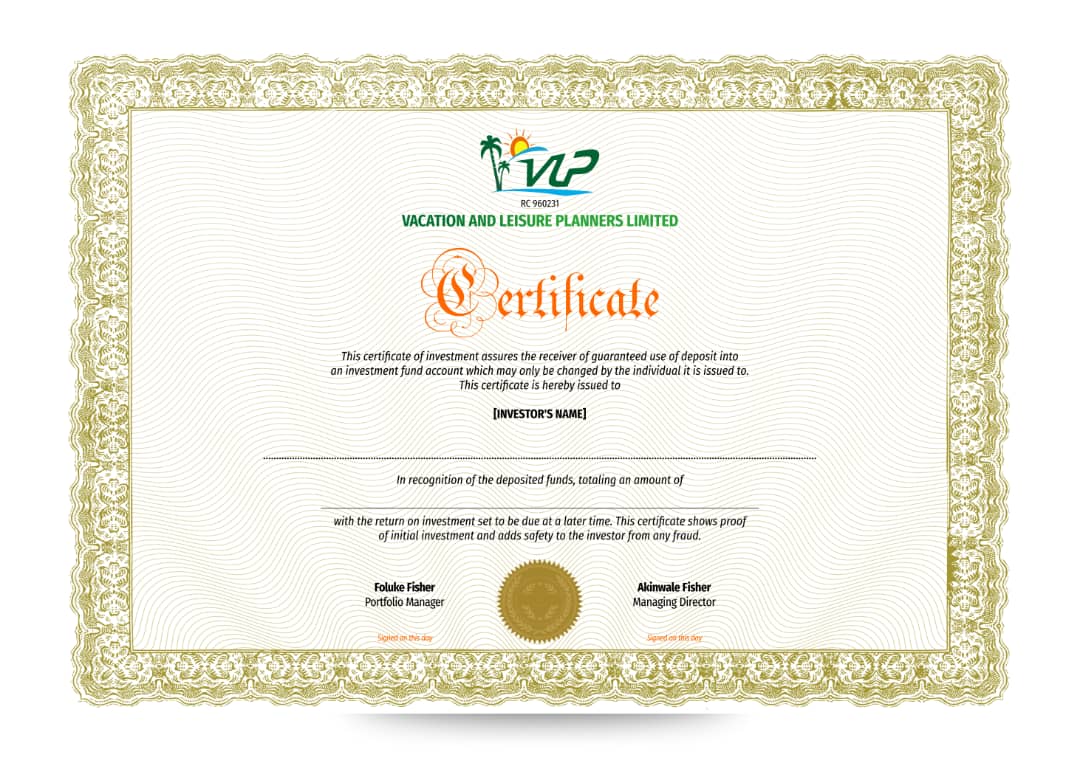 VLP
RC 960231
VACATION AND LEISURE PLANNERS LIMITED
Certificate
This certificate of investment assures the receiver of guaranteed use of deposit into
an investment fund account which may only be changed by the individual it is issued to.
This certificate is hereby issued to
[INVESTOR'S NAME]
In recognition of the deposited funds, totaling an amount of
with the return on investment set to be due at a later time. This certificate shows proof
of initial investment and adds safety to the investor from any fraud.
Foluke Fisher
Portfolio Manager
Signed on this day
Akinwale Fisher
Managing Director
Signed on this day